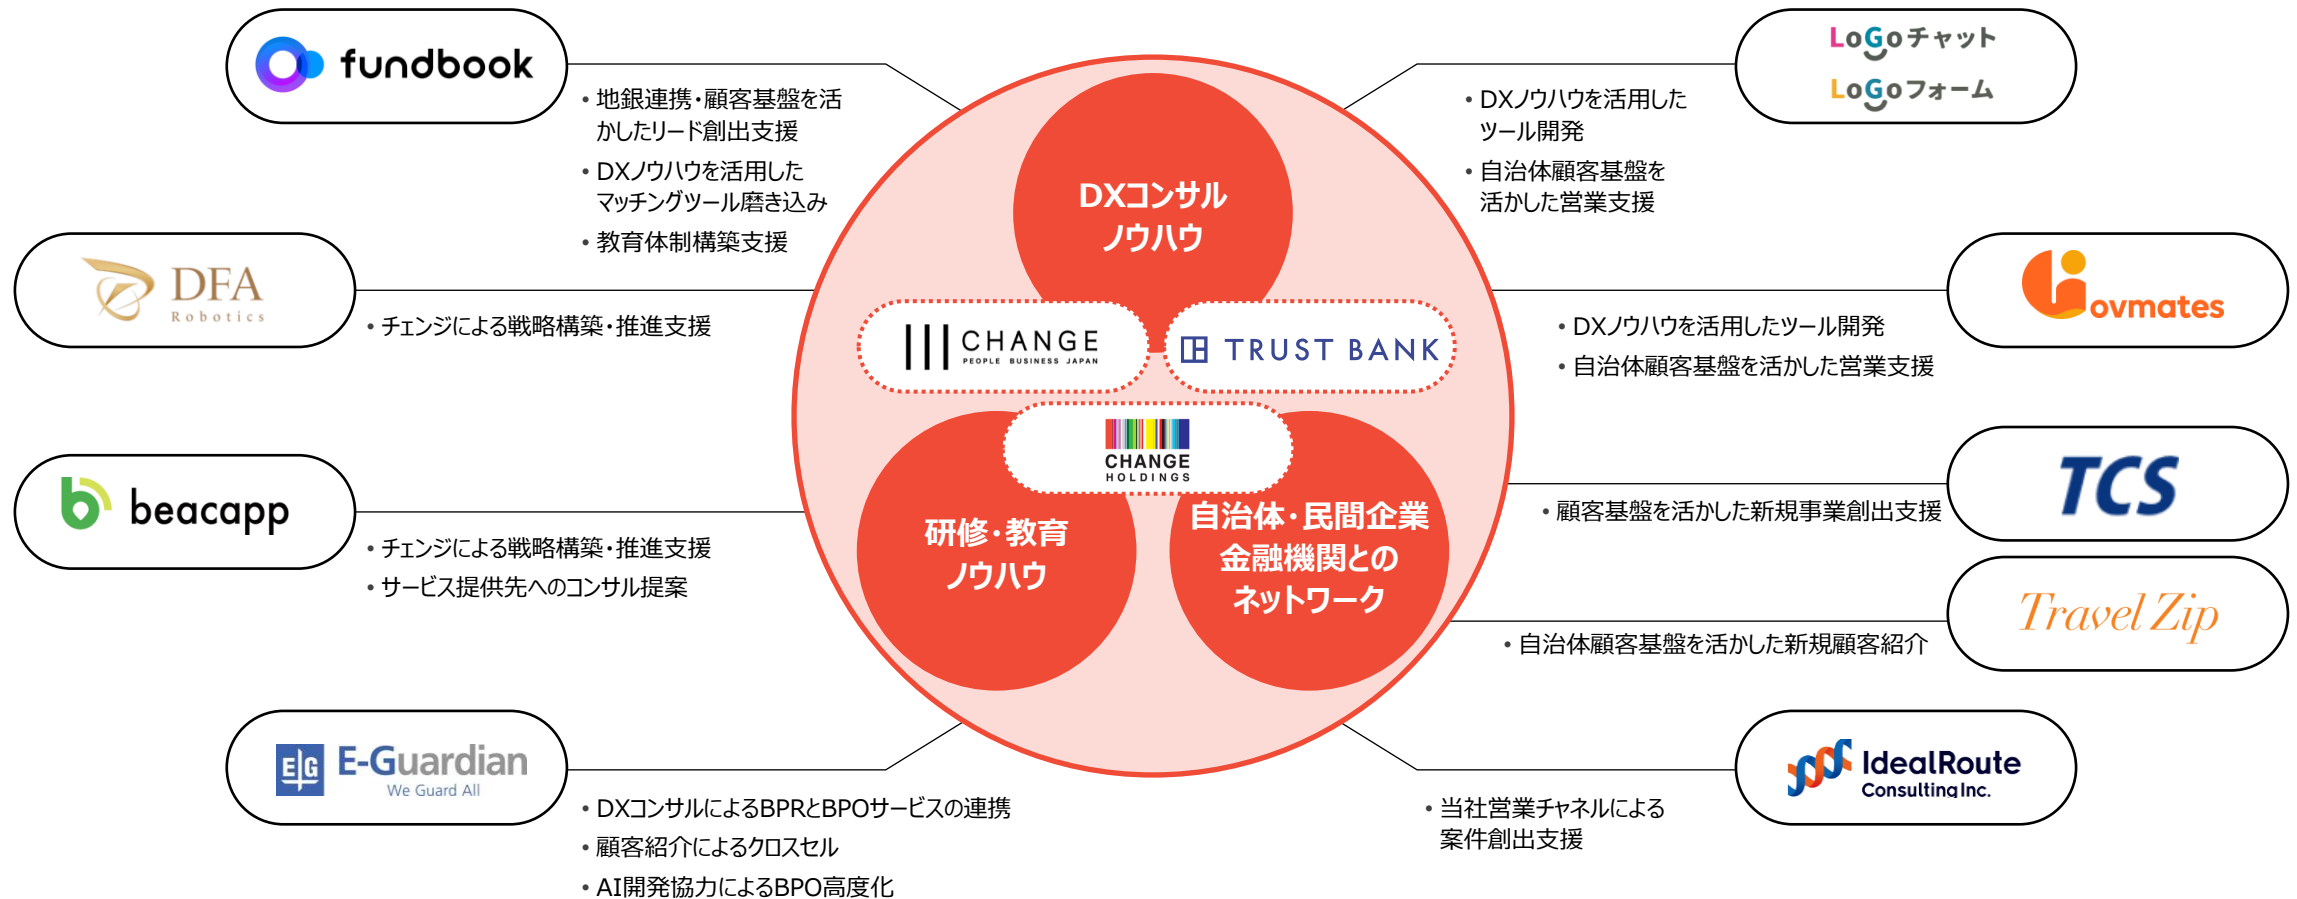 fundbook
・地銀連携・顧客基盤を活
かしたリード創出支援
・DXノウハウを活用した
マッチングツール磨き込み
・教育体制構築支援
DFA
Robotics
・チェンジによる戦略構築・推進支援
beacapp
・チェンジによる戦略構築・推進支援
・サービス提供先へのコンサル提案
E|G
E-Guardian
We Guard All
・DXコンサルによるBPRとBPOサービスの連携
・顧客紹介によるクロスセル
・AI開発協力によるBPO高度化
DXコンサル
ノウハウ
CHANGE
PEOPLE BUSINESS JAPAN
TRUST BANK
CHANGE
HOLDINGS
研修・教育
ノウハウ
自治体・民間企業
金融機関との
ネットワーク
LoGoチャット
LoGoフォーム
・DXノウハウを活用した
ツール開発
・自治体顧客基盤を
活かした営業支援
Govmates
・DXノウハウを活用したツール開発
・自治体顧客基盤を活かした営業支援
TCS
・顧客基盤を活かした新規事業創出支援
Travel Zip
・自治体顧客基盤を活かした新規顧客紹介
IdealRoute
Consulting Inc.
・当社営業チャネルによる
案件創出支援